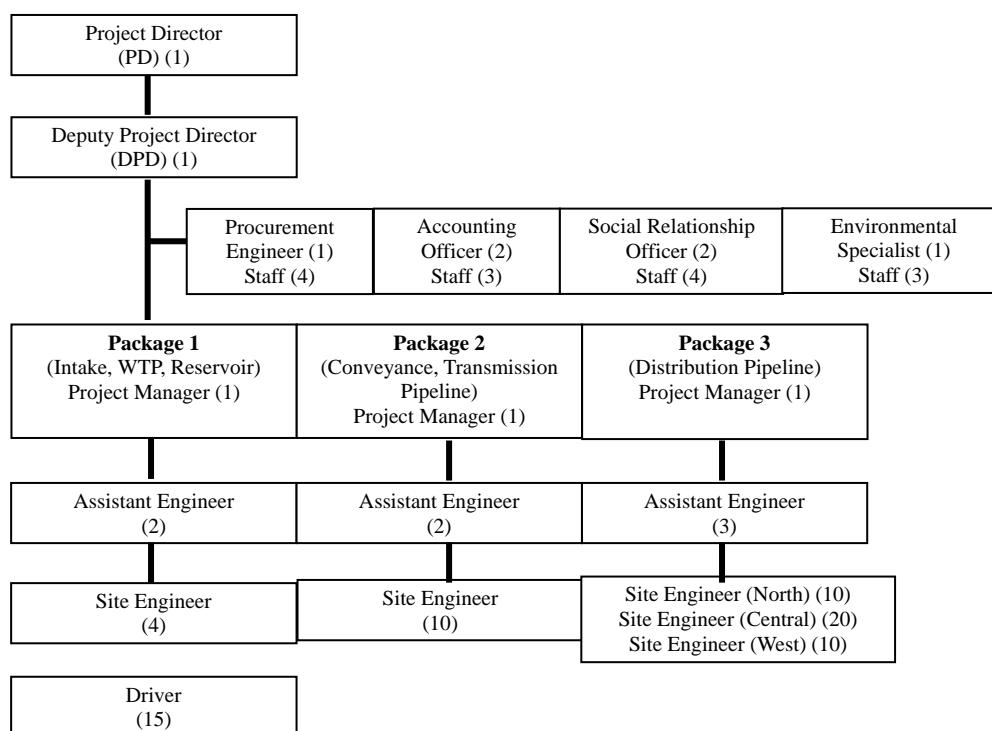 Project Director
(PD) (1)
Deputy Project Director
(DPD) (1)
Procurement
Engineer (1)
Staff (4)
Accounting
Officer (2)
Staff (3)
Social Relationship
Officer (2)
Staff (4)
Environmental
Specialist (1)
Staff (3)
Package 1
(Intake, WTP, Reservoir)
Project Manager (1)
Package 2
(Conveyance, Transmission
Pipeline)
Project Manager (1)
Package 3
(Distribution Pipeline)
Project Manager (1)
Assistant Engineer
(2)
Assistant Engineer
(2)
Assistant Engineer
(3)
Site Engineer
(4)
Site Engineer
(10)
Site Engineer (North) (10)
Site Engineer (Central) (20)
Site Engineer (West) (10)
Driver
(15)